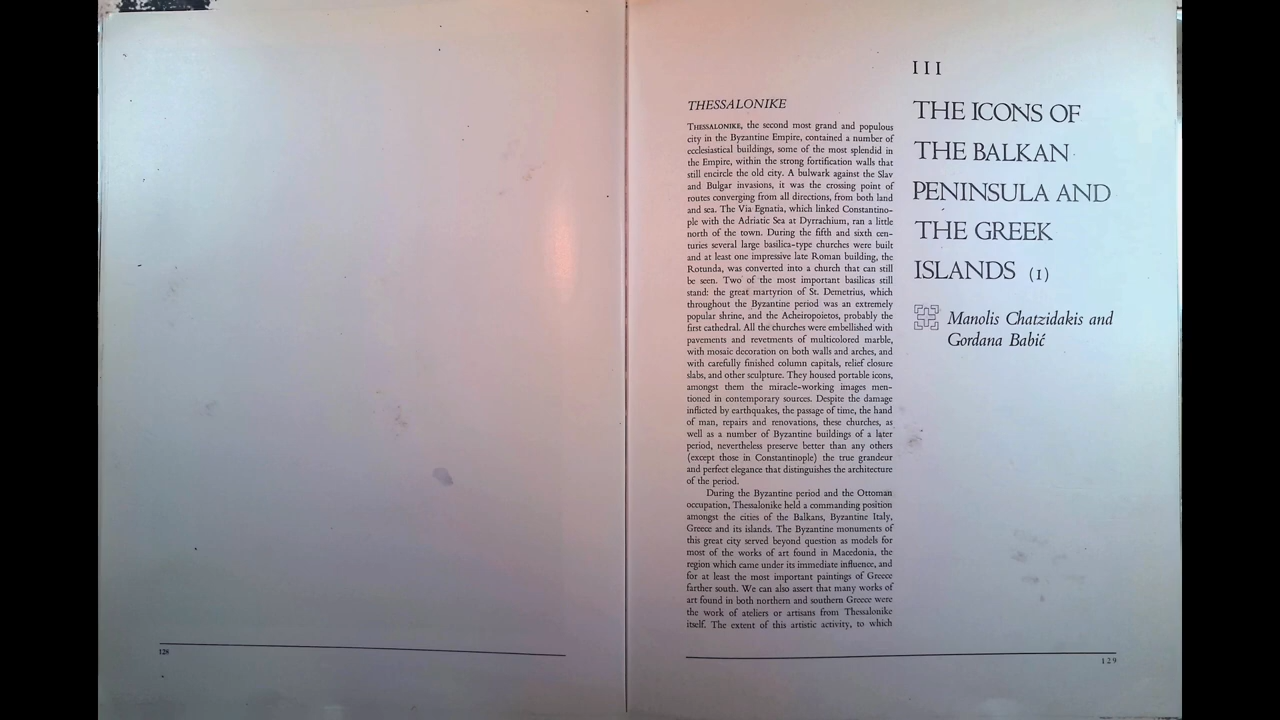 128
III
THE ICONS OF
THE BALKAN
PENINSULA AND
THE GREEK
ISLANDS (1)
Manolis Chatzidakis and
Gordana Babić
THESSALONIKE
THESSALONIKE, the second most grand and populous
city in the Byzantine Empire, contained a number of
ecclesiastical buildings, some of the most splendid in
the Empire, within the strong fortification walls that
still encircle the old city. A bulwark against the Slav
and Bulgar invasions, it was the crossing point of
routes converging from all directions, from both land
and sea. The Via Egnatia, which linked Constantino-
ple with the Adriatic Sea at Dyrrachium, ran a little
north of the town. During the fifth and sixth cen-
turies several large basilica-type churches were built
and at least one impressive late Roman building, the
Rotunda, was converted into a church that can still
be seen. Two of the most important basilicas still
stand: the great martyrion of St. Demetrius, which
throughout the Byzantine period was an extremely
popular shrine, and the Acheiropoietos, probably the
first cathedral. All the churches were embellished with
pavements and revetments of multicolored marble,
with mosaic decoration on both walls and arches, and
with carefully finished column capitals, relief closure
slabs, and other sculpture. They housed portable icons,
amongst them the miracle-working images men-
tioned in contemporary sources. Despite the damage
inflicted by earthquakes, the passage of time, the hand
of man, repairs and renovations, these churches, as
well as a number of Byzantine buildings of a later
period, nevertheless preserve better than any others
(except those in Constantinople) the true grandeur
and perfect elegance that distinguishes the architecture
of the period.
During the Byzantine period and the Ottoman
occupation, Thessalonike held a commanding position
amongst the cities of the Balkans, Byzantine Italy,
Greece and its islands. The Byzantine monuments of
this great city served beyond question as models for
most of the works of art found in Macedonia, the
region which came under its immediate influence, and
for at least the most important paintings of Greece
farther south. We can also assert that many works of
art found in both northern and southern Greece were
the work of ateliers or artisans from Thessalonike
itself. The extent of this artistic activity, to which
129